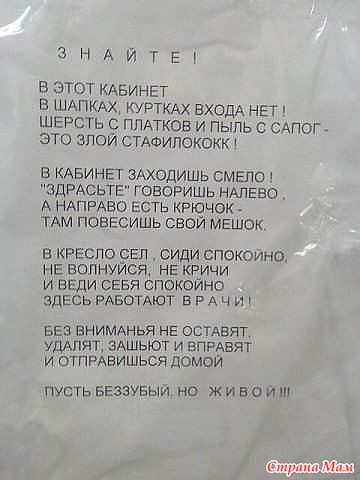 З Н А Й Т Е !
В ЭТОТ КАБИНЕТ
В ШАПКАХ, КУРТКАХ ВХОДА НЕТ !
ШЕРСТЬ С ПЛАТКОВ И ПЫЛЬ С САПОГ -
ЭТО ЗЛОЙ СТАФИЛОКОКК !
В КАБИНЕТ ЗАХОДИШЬ СМЕЛО !
"ЗДРАСЬТЕ" ГОВОРИШЬ НАЛЕВО ,
А НАПРАВО ЕСТЬ КРЮЧОК -
ТАМ ПОВЕСИШЬ СВОЙ МЕШОК.
В КРЕСЛО СЕЛ , СИДИ СПОКОЙНО,
НЕ ВОЛНУЙСЯ, НЕ КРИЧИ
И ВЕДИ СЕБЯ СПОКОЙНО
ЗДЕСЬ РАБОТАЮТ В Р А Ч И !
БЕЗ ВНИМАНЬЯ НЕ ОСТАВЯТ,
УДАЛЯТ, ЗАШЬЮТ И ВПРАВЯТ
И ОТПРАВИШЬСЯ ДОМОЙ
ПУСТЬ БЕЗЗУБЫЙ, НО Ж И В О Й !!!
Страна Мам